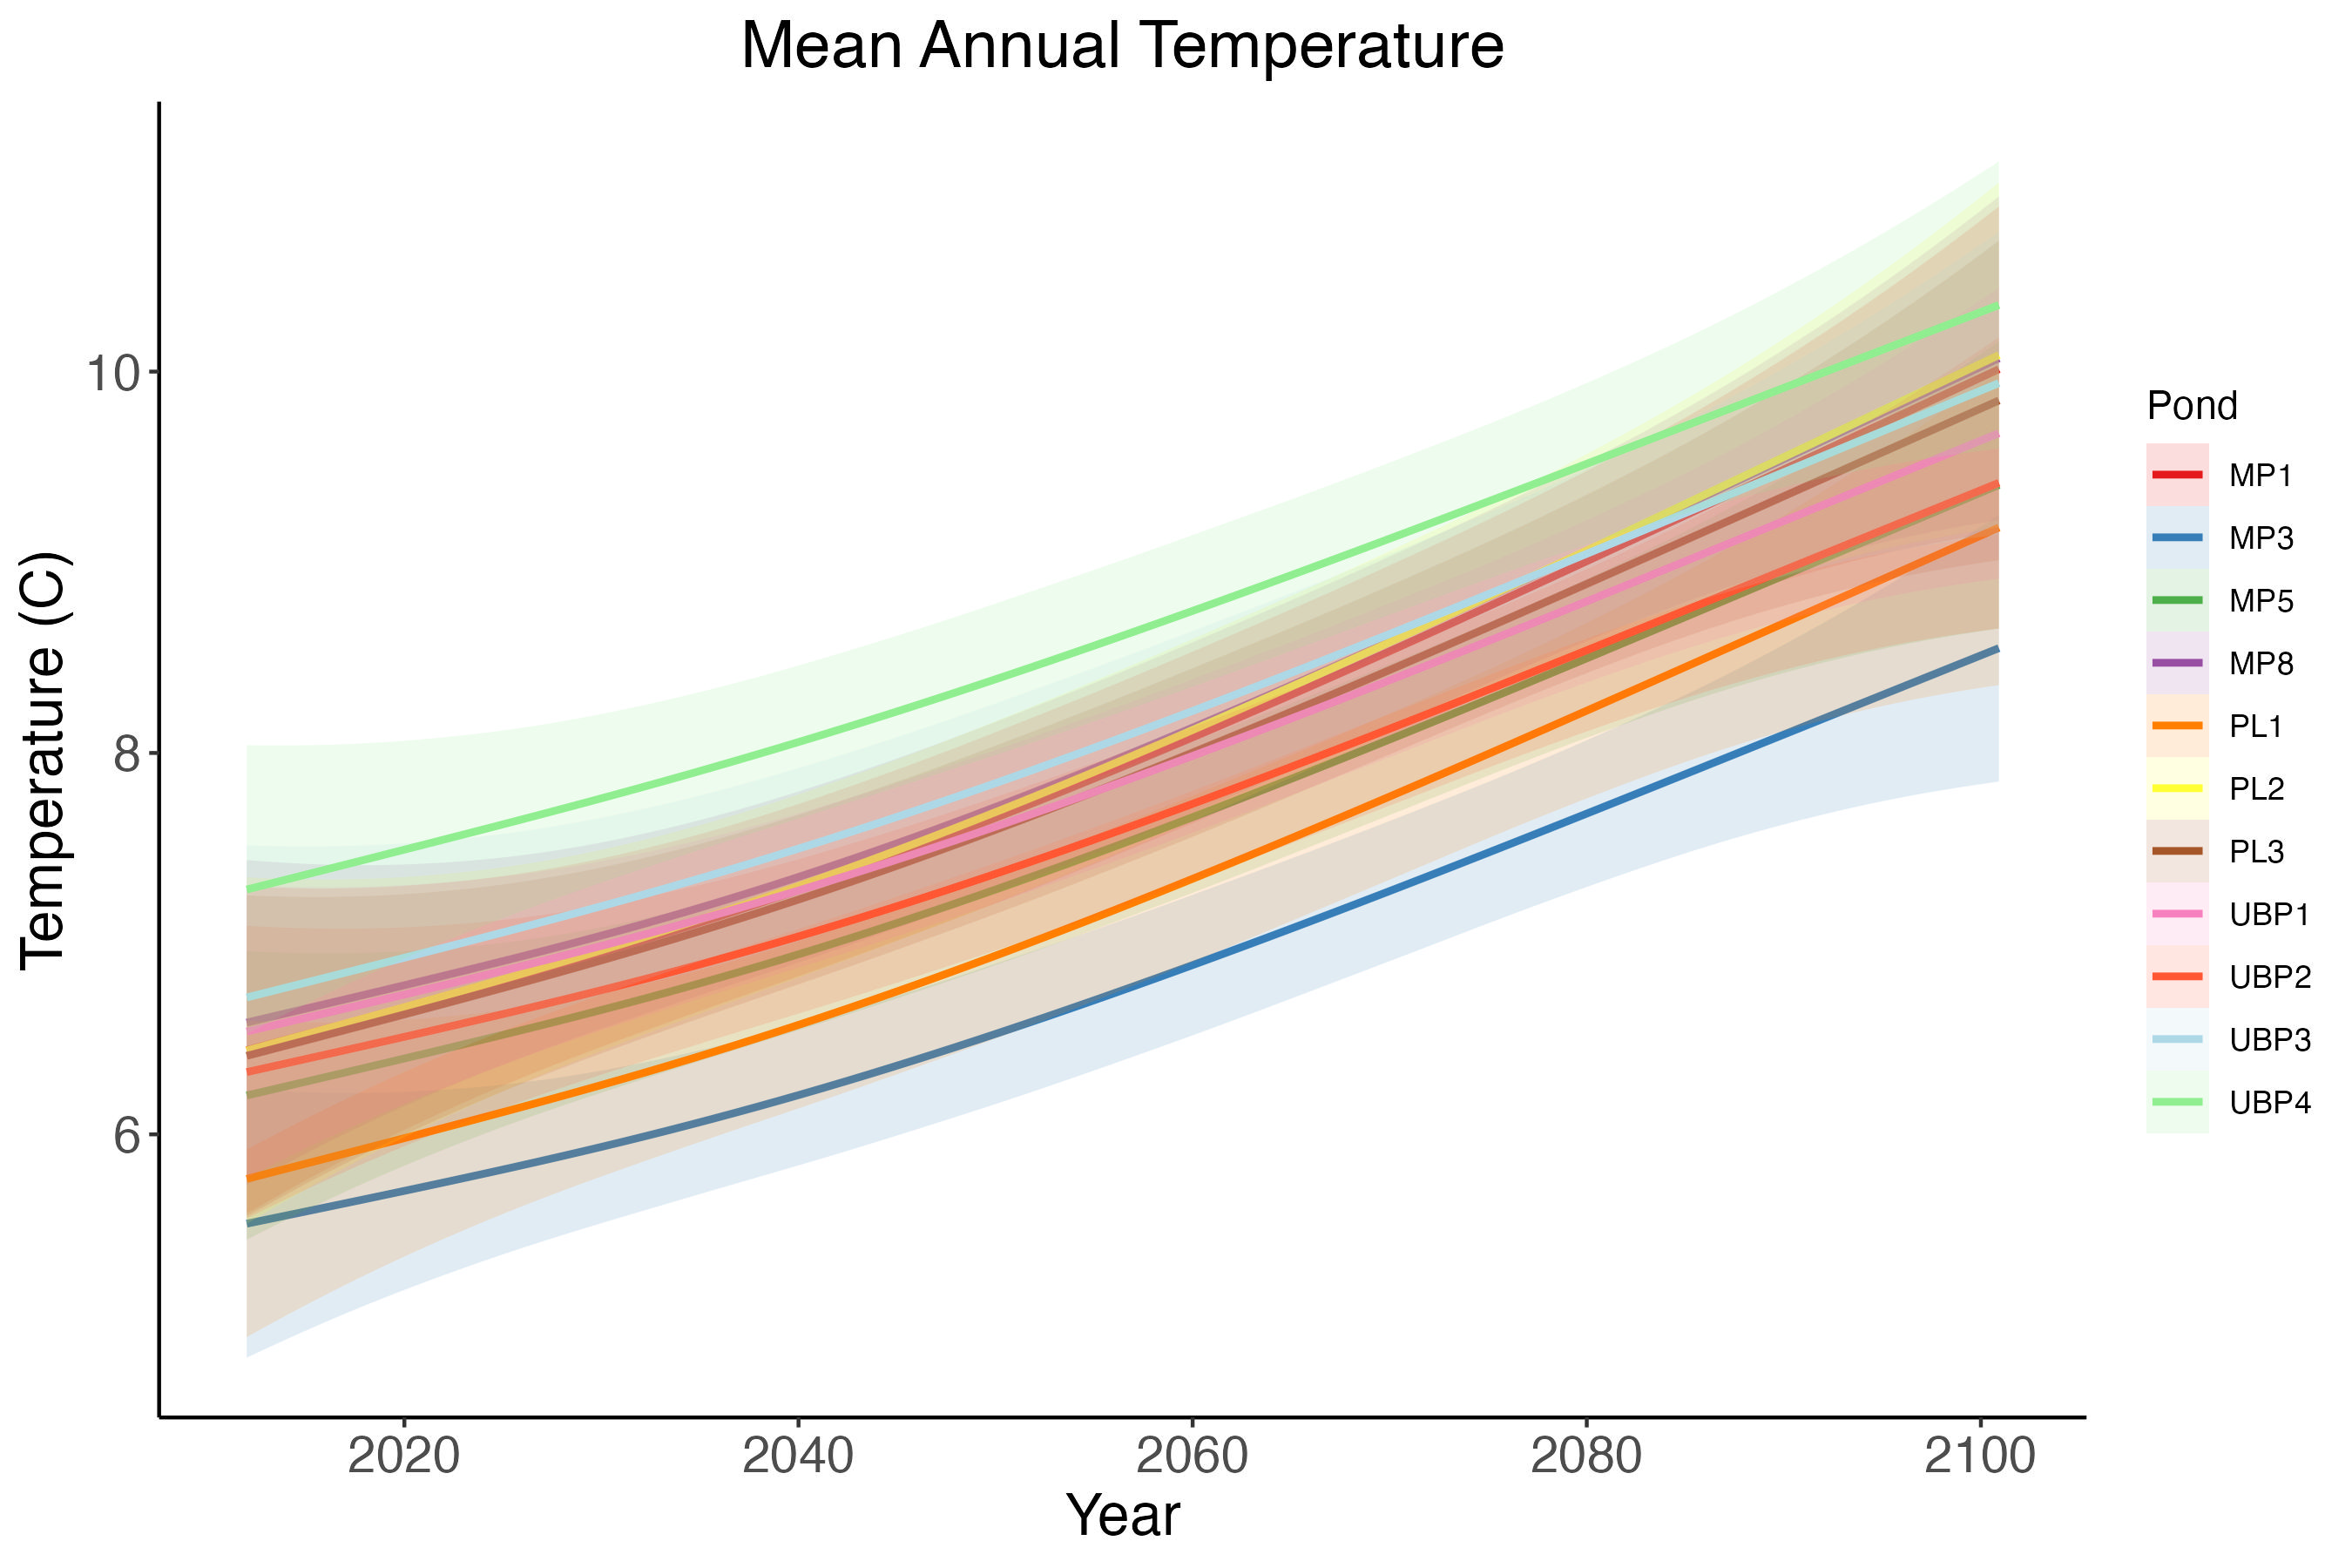 Mean Annual Temperature
Temperature (C)
10
8
6
2020
2040
2060
2080
2100
Year
Pond
MP1
MP3
MP5
MP8
PL1
PL2
PL3
UBP1
UBP2
UBP3
UBP4